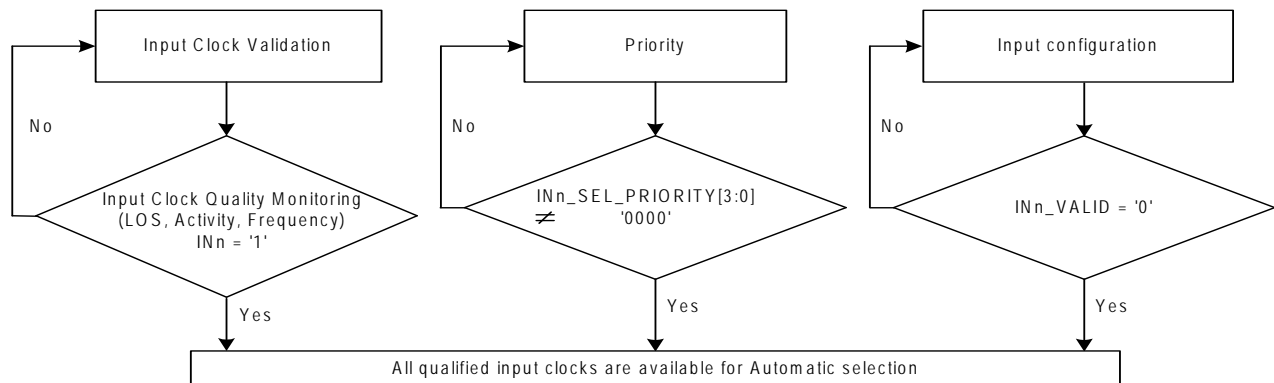 Input Clock Validation
Priority
Input configuration
No
No
No
Input Clock Quality Monitoring
(LOS, Activity, Frequency)
INn = '1'
INn_SEL_PRIORITY[3:0]
≠ '0000'
INn_VALID = '0'
Yes
Yes
Yes
All qualified input clocks are available for Automatic selection